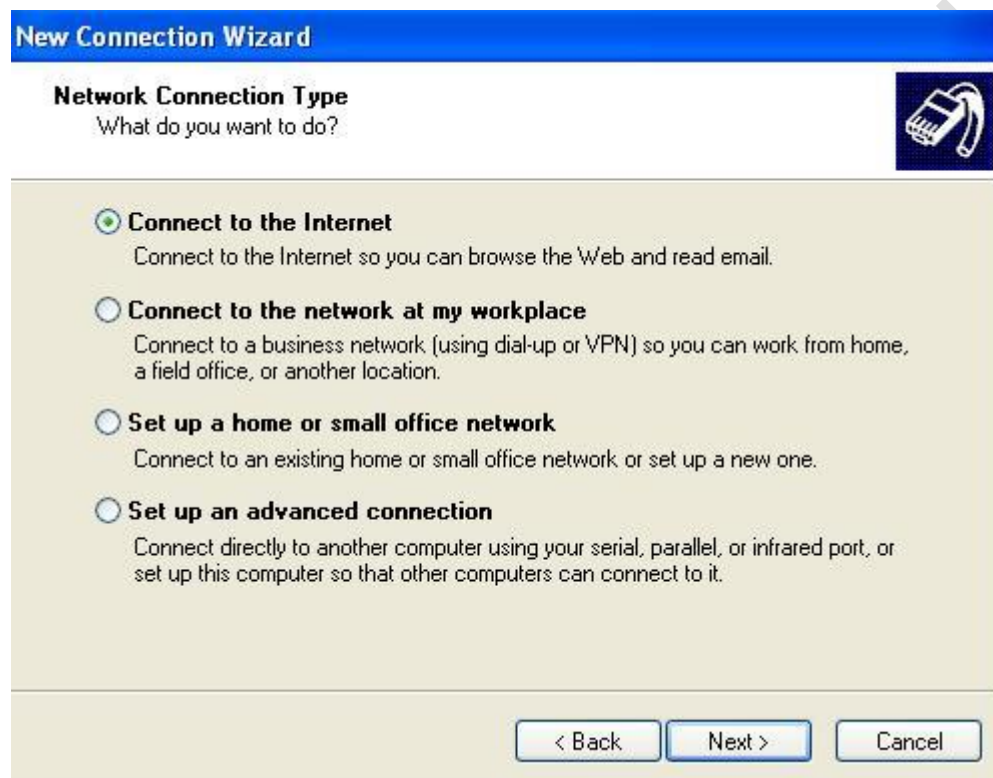 New Connection Wizard
Network Connection Type
What do you want to do?
Connect to the Internet
Connect to the Internet so you can browse the Web and read email.
Connect to the network at my workplace
Connect to a business network (using dial-up or VPN) so you can work from home,
a field office, or another location.
Set up a home or small office network
Connect to an existing home or small office network or set up a new one.
Set up an advanced connection
Connect directly to another computer using your serial, parallel, or infrared port, or
set up this computer so that other computers can connect to it.
< Back Next > Cancel